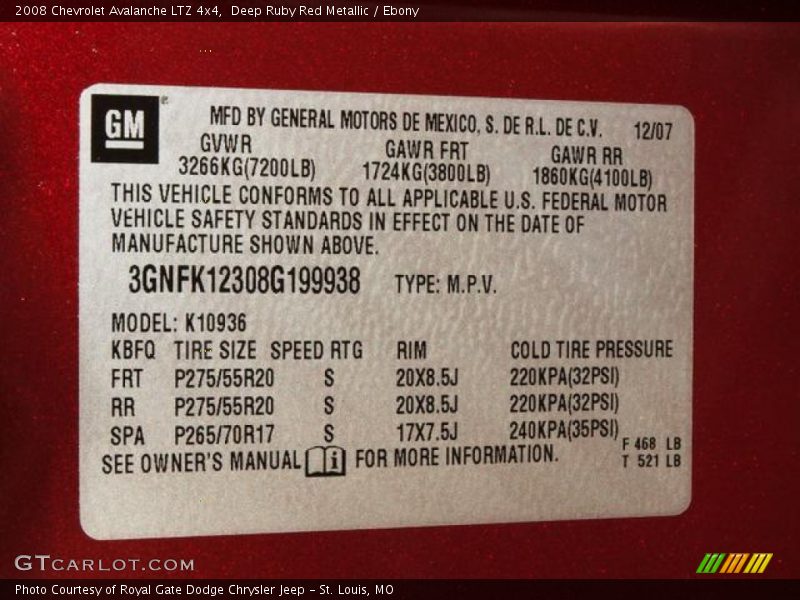 2008 Chevrolet Avalanche LTZ 4x4,  Deep Ruby Red Metallic / Ebony
GM MFD BY GENERAL MOTORS DE MEXICO, S. DE R.L. DE C.V. 12/07
GVWR GAWR FRT GAWR RR
3266KG(7200LB) 1724KG(3800LB) 1860KG(4100LB)
THIS VEHICLE CONFORMS TO ALL APPLICABLE U.S. FEDERAL MOTOR
VEHICLE SAFETY STANDARDS IN EFFECT ON THE DATE OF
MANUFACTURE SHOWN ABOVE.
3GNFK12308G199938 TYPE: M.P.V.
MODEL: K10936
KBFQ TIRE SIZE SPEED RTG RIM COLD TIRE PRESSURE
FRT P275/55R20 S 20X8.5J 220KPA(32PSI)
RR P275/55R20 S 20X8.5J 220KPA(32PSI)
SPA P265/70R17 S 17X7.5J 240KPA(35PSI)
F 468 LB
SEE OWNER'S MANUAL i FOR MORE INFORMATION. T 521 LB
GTCARLOT.COM
Photo Courtesy of Royal Gate Dodge Chrysler Jeep - St. Louis, MO